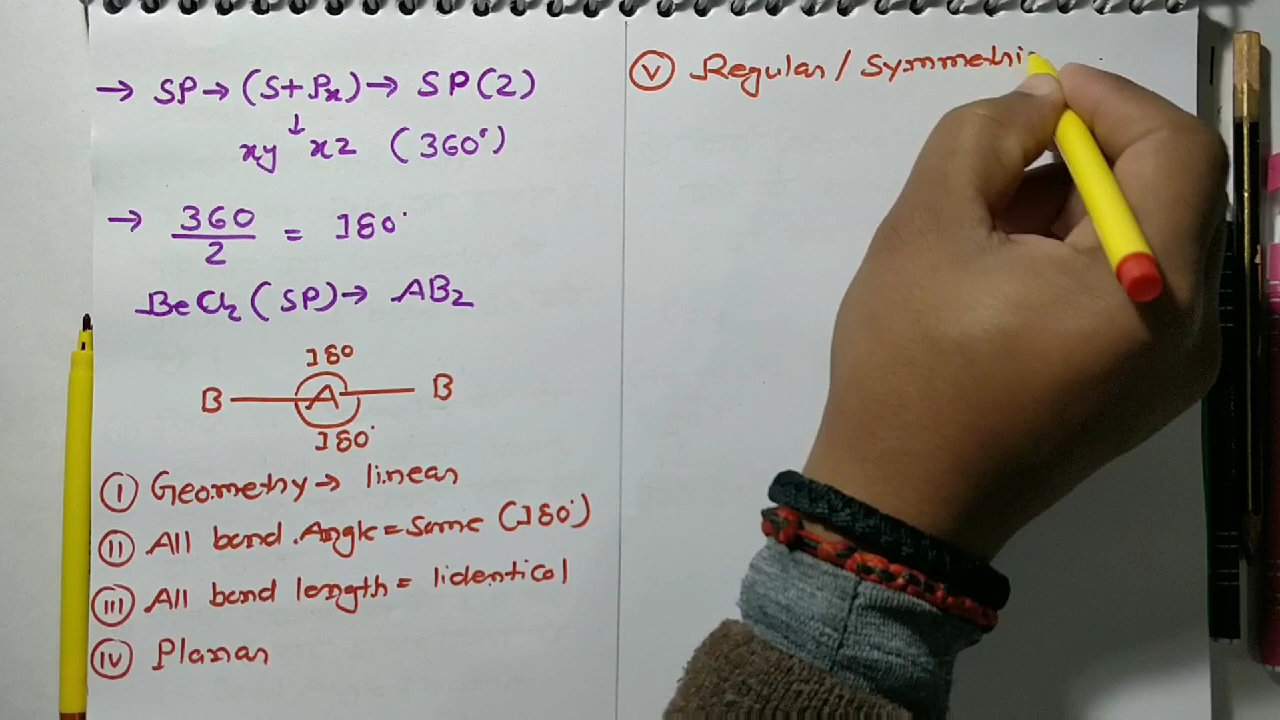 → SP → (S+Px) → SP(2)
↓
xy xz (360°)
→ 360/2 = 180°
BeCl2 (SP) → AB2
180
B A B
180°
(I) Geometry → linear
(II) All bond Angle = Same (180°)
(III) All bond length = Iidentical
(IV) Planar
(V) Regular / Symmetri